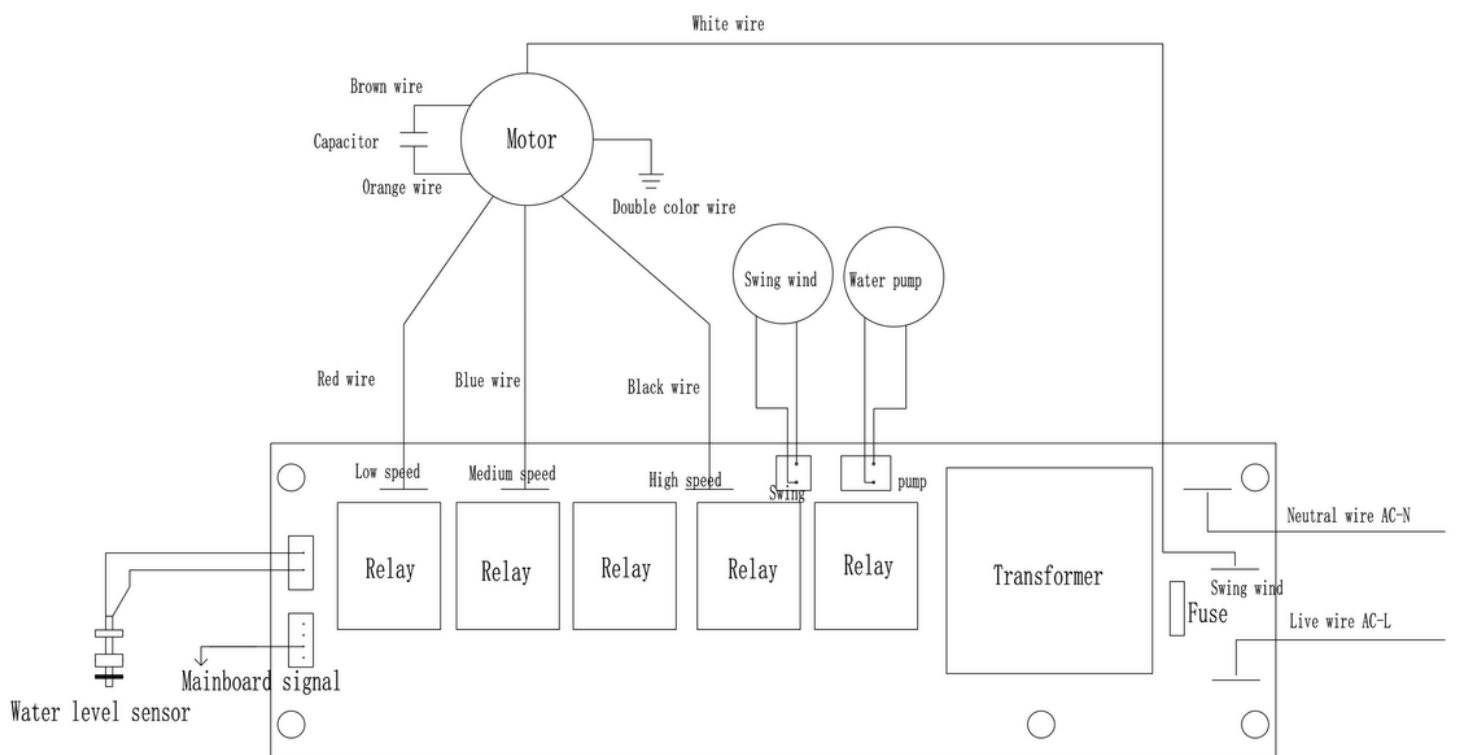 White wire
Brown wire
Capacitor
Motor
Orange wire
Double color wire
Swing wind
Water pump
Red wire
Blue wire
Black wire
Low speed
Medium speed
High speed
Swing
pump
Neutral wire AC-N
Relay
Relay
Relay
Relay
Relay
Transformer
Swing wind
Fuse
Live wire AC-L
Mainboard signal
Water level sensor